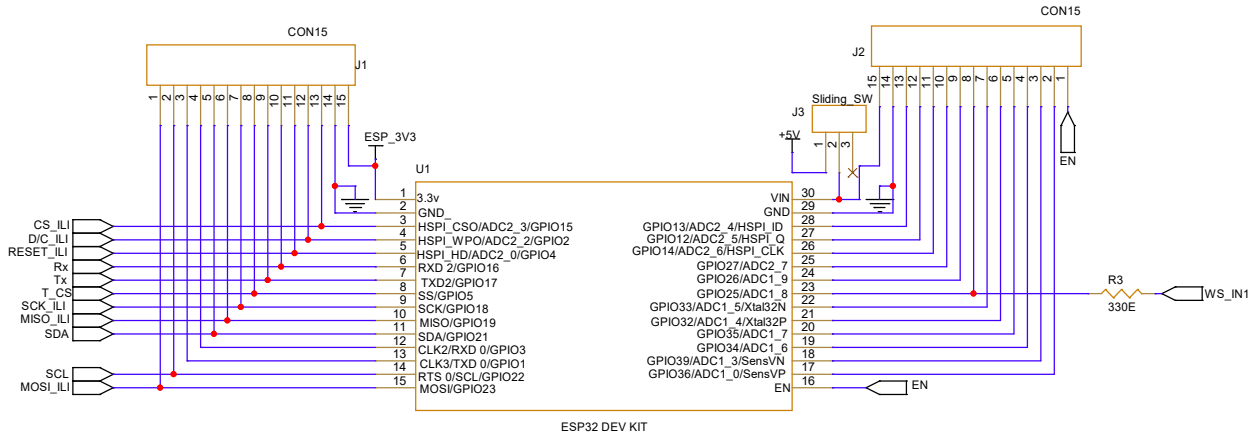 CON15
J1
1
2
3
4
5
6
7
8
9
10
11
12
13
14
15
ESP_3V3
CON15
J2
15
14
13
12
11
10
9
8
7
6
5
4
3
2
1
EN
Sliding_SW
J3
+5V
1
2
3
U1
1 3.3v
2 GND_
3 HSPI_CSO/ADC2_3/GPIO15
4 HSPI_WPO/ADC2_2/GPIO2
5 HSPI_HD/ADC2_0/GPIO4
6 RXD 2/GPIO16
7 TXD2/GPIO17
8 SS/GPIO5
9 SCK/GPIO18
10 MISO/GPIO19
11 SDA/GPIO21
12 CLK2/RXD 0/GPIO3
13 CLK3/TXD 0/GPIO1
14 RTS 0/SCL/GPIO22
15 MOSI/GPIO23
VIN 30
GND 29
GPIO13/ADC2_4/HSPI_ID 28
GPIO12/ADC2_5/HSPI_Q 27
GPIO14/ADC2_6/HSPI_CLK 26
GPIO27/ADC2_7 25
GPIO26/ADC1_9 24
GPIO25/ADC1_8 23
GPIO33/ADC1_5/Xtal32N 22
GPIO32/ADC1_4/Xtal32P 21
GPIO35/ADC1_7 20
GPIO34/ADC1_6 19
GPIO39/ADC1_3/SensVN 18
GPIO36/ADC1_0/SensVP 17
EN 16
CS_ILI
D/C_ILI
RESET_ILI
Rx
Tx
T_CS
SCK_ILI
MISO_ILI
SDA
SCL
MOSI_ILI
R3
330E
WS_IN1
EN
ESP32 DEV KIT